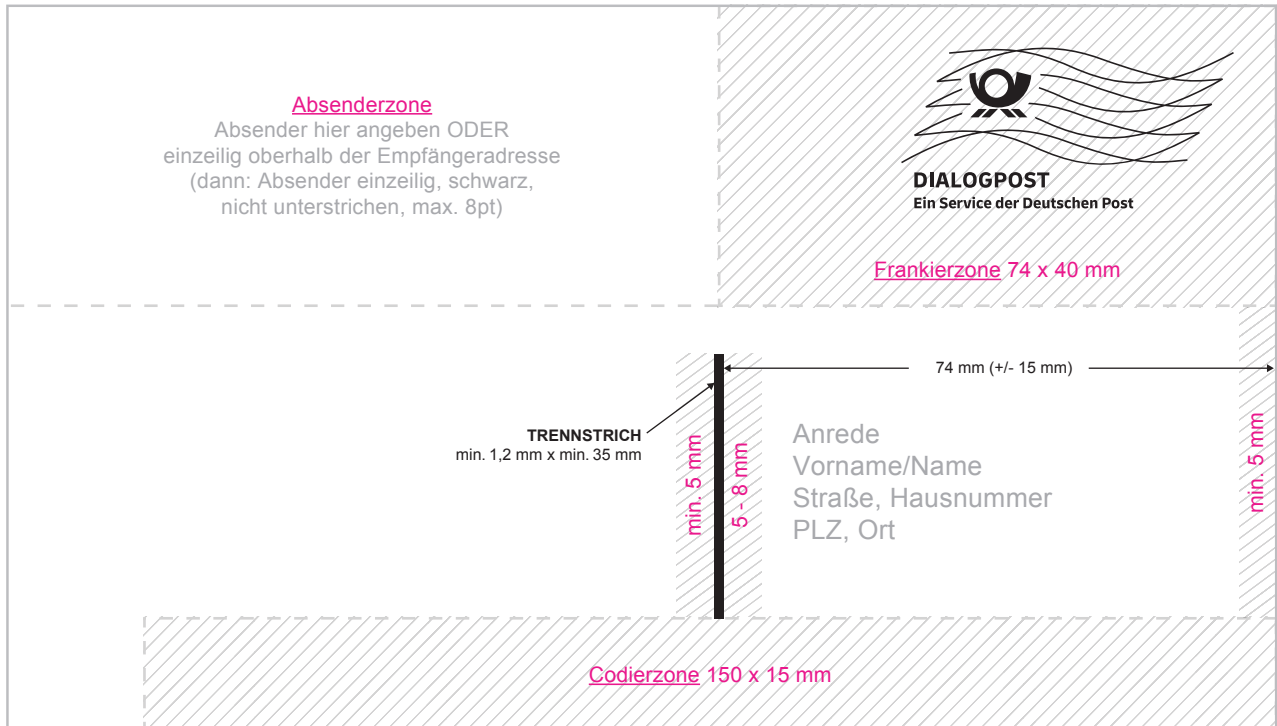 Absenderzone
Absender hier angeben ODER
einzeilig oberhalb der Empfängeradresse
(dann: Absender einzeilig, schwarz,
nicht unterstrichen, max. 8pt)
DIALOGPOST
Ein Service der Deutschen Post
Frankierzone 74 x 40 mm
74 mm (+/- 15 mm)
TRENNSTRICH
min. 1,2 mm x min. 35 mm
min. 5 mm
5 - 8 mm
Anrede
Vorname/Name
Straße, Hausnummer
PLZ, Ort
min. 5 mm
Codierzone 150 x 15 mm